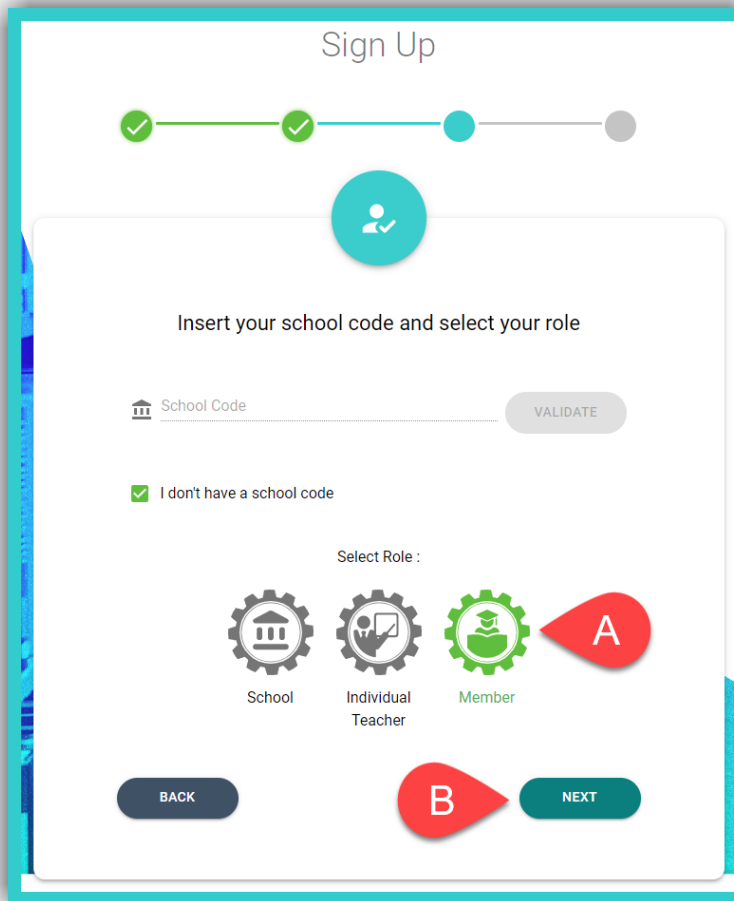 Sign Up
Insert your school code and select your role
School Code
VALIDATE
I don't have a school code
Select Role :
A
School
Individual
Teacher
Member
BACK
B
NEXT